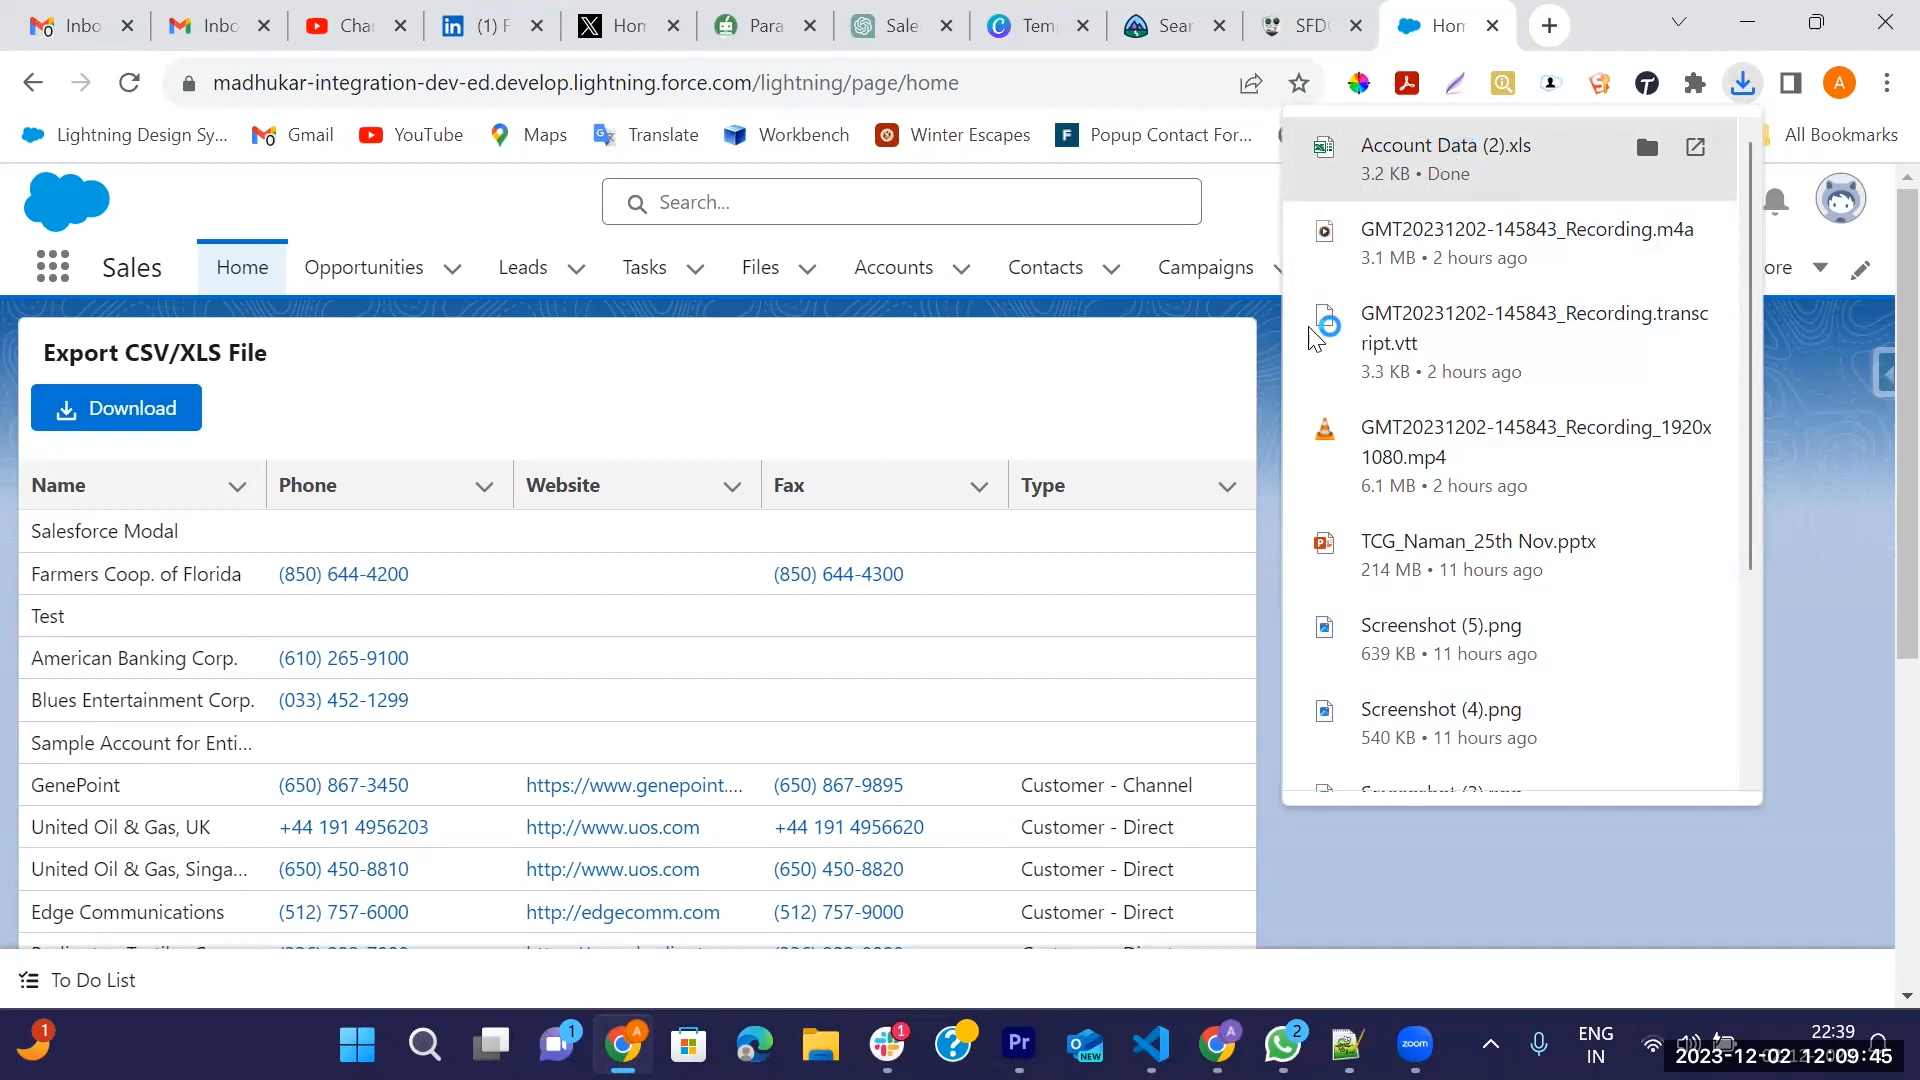 Inbo
Inbo
Cha
(1) F
Hom
Para
Sale
Tem
Sear
SFD
Hom
madhukar-integration-dev-ed.develop.lightning.force.com/lightning/page/home
A
Lightning Design Sy...
Gmail
YouTube
Maps
Translate
Workbench
Winter Escapes
F
Popup Contact For...
All Bookmarks
Account Data (2).xls
3.2 KB • Done
GMT20231202-145843_Recording.m4a
3.1 MB • 2 hours ago
GMT20231202-145843_Recording.transc
ript.vtt
3.3 KB • 2 hours ago
GMT20231202-145843_Recording_1920x
1080.mp4
6.1 MB • 2 hours ago
TCG_Naman_25th Nov.pptx
214 MB • 11 hours ago
Screenshot (5).png
639 KB • 11 hours ago
Screenshot (4).png
540 KB • 11 hours ago
Search...
Sales
Home
Opportunities
Leads
Tasks
Files
Accounts
Contacts
Campaigns
ore
Export CSV/XLS File
Download
Name Phone Website Fax Type
Salesforce Modal
Farmers Coop. of Florida (850) 644-4200 (850) 644-4300
Test
American Banking Corp. (610) 265-9100
Blues Entertainment Corp. (033) 452-1299
Sample Account for Enti...
GenePoint (650) 867-3450 https://www.genepoint.... (650) 867-9895 Customer - Channel
United Oil & Gas, UK +44 191 4956203 http://www.uos.com +44 191 4956620 Customer - Direct
United Oil & Gas, Singa... (650) 450-8810 http://www.uos.com (650) 450-8820 Customer - Direct
Edge Communications (512) 757-6000 http://edgecomm.com (512) 757-9000 Customer - Direct
To Do List
1
1
A
1
Pr
NEW
A
2
zoom
ENG
IN
22:39
2023-12-02 12:09:45